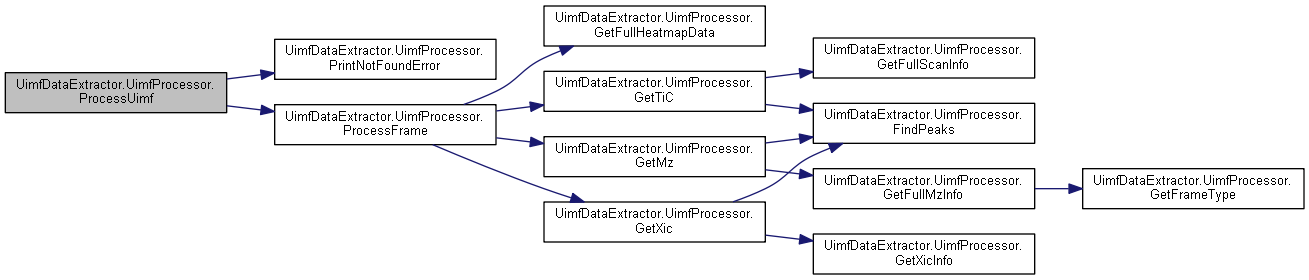 UimfDataExtractor.UimfProcessor.
ProcessUimf
UimfDataExtractor.UimfProcessor.
PrintNotFoundError
UimfDataExtractor.UimfProcessor.
ProcessFrame
UimfDataExtractor.UimfProcessor.
GetFullHeatmapData
UimfDataExtractor.UimfProcessor.
GetTiC
UimfDataExtractor.UimfProcessor.
GetMz
UimfDataExtractor.UimfProcessor.
GetXic
UimfDataExtractor.UimfProcessor.
GetFullScanInfo
UimfDataExtractor.UimfProcessor.
FindPeaks
UimfDataExtractor.UimfProcessor.
GetFullMzInfo
UimfDataExtractor.UimfProcessor.
GetXicInfo
UimfDataExtractor.UimfProcessor.
GetFrameType